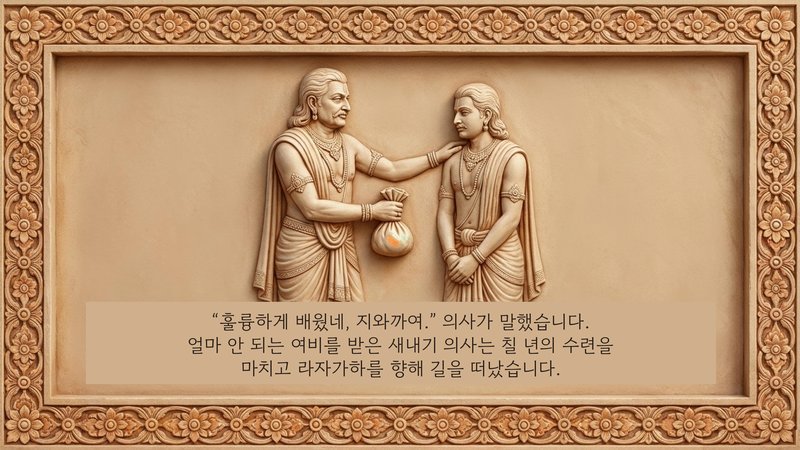 “훌륭하게 배웠네, 지와까여.” 의사가 말했습니다.
얼마 안 되는 여비를 받은 새내기 의사는 칠 년의 수련을
마치고 라자가하를 향해 길을 떠났습니다.